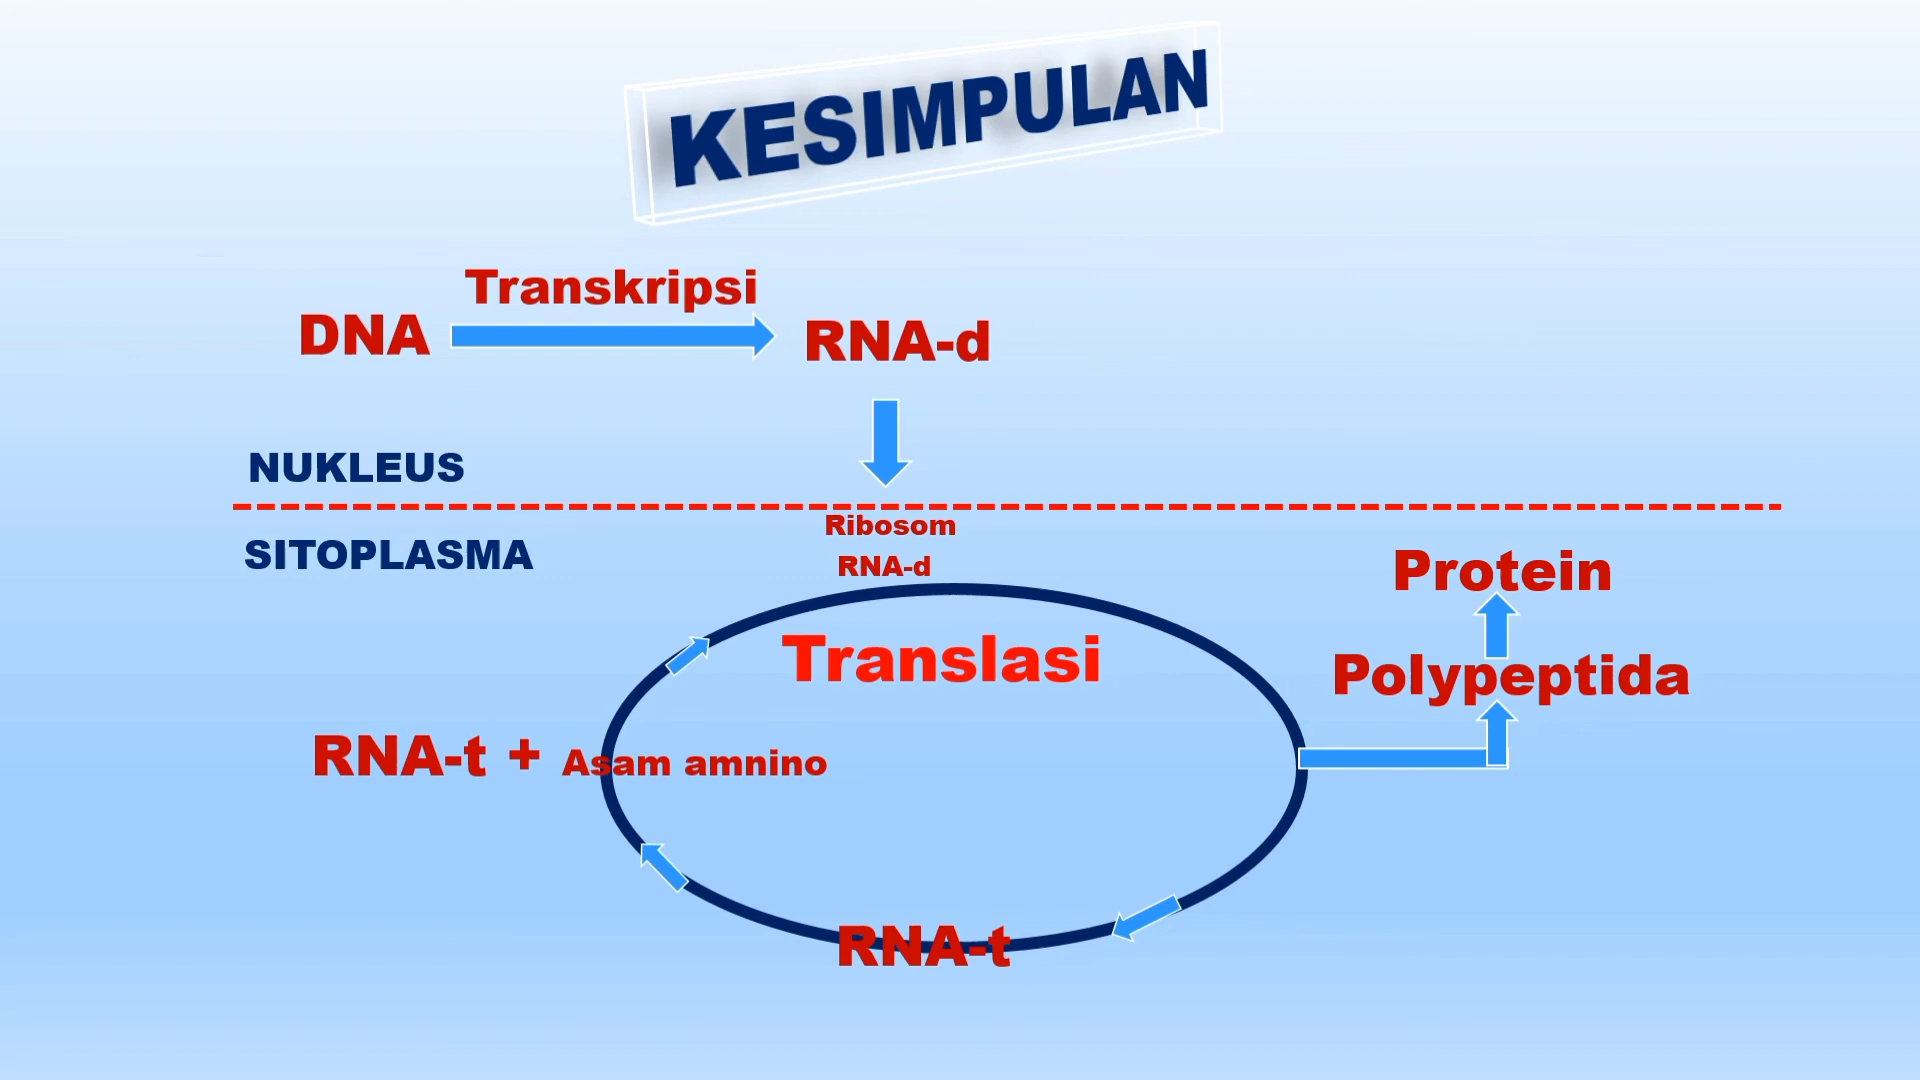 KESIMPULAN
Transkripsi
DNA
RNA-d
NUKLEUS
Ribosom
SITOPLASMA
RNA-d
Protein
Translasi
Polypeptida
RNA-t + Asam amnino
RNA-t